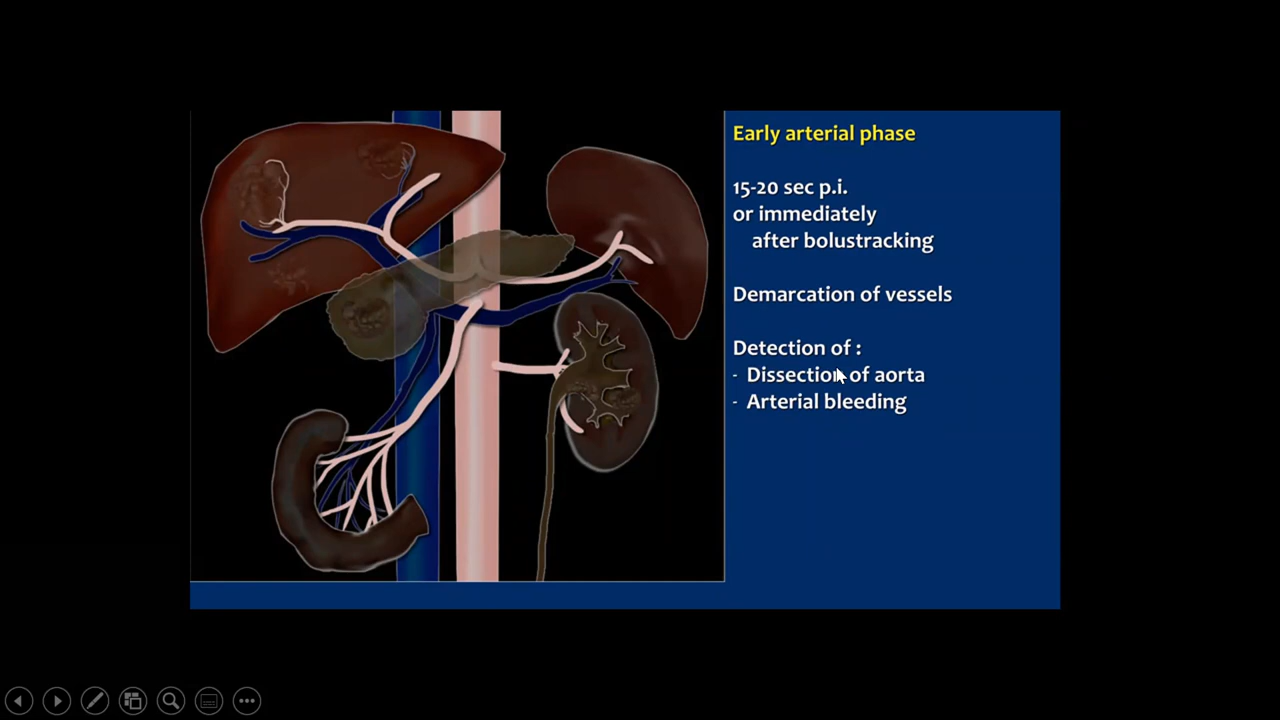 Early arterial phase
15-20 sec p.i.
or immediately
after bolustracking
Demarcation of vessels
Detection of :
- Dissection of aorta
- Arterial bleeding